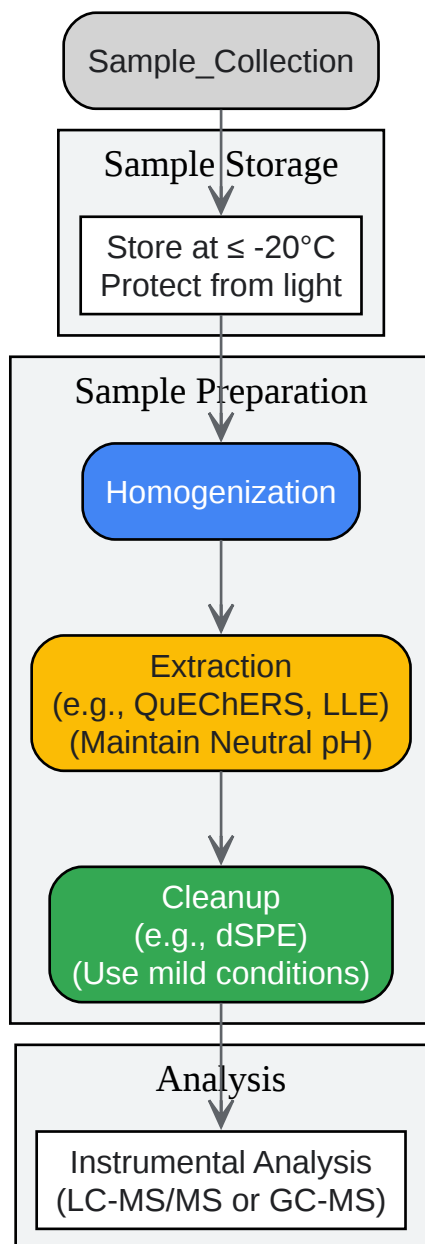 Sample_Collection
Sample Storage
Store at ≤ -20°C
Protect from light
Sample Preparation
Homogenization
Extraction
(e.g., QuEChERS, LLE)
(Maintain Neutral pH)
Cleanup
(e.g., dSPE)
(Use mild conditions)
Analysis
Instrumental Analysis
(LC-MS/MS or GC-MS)